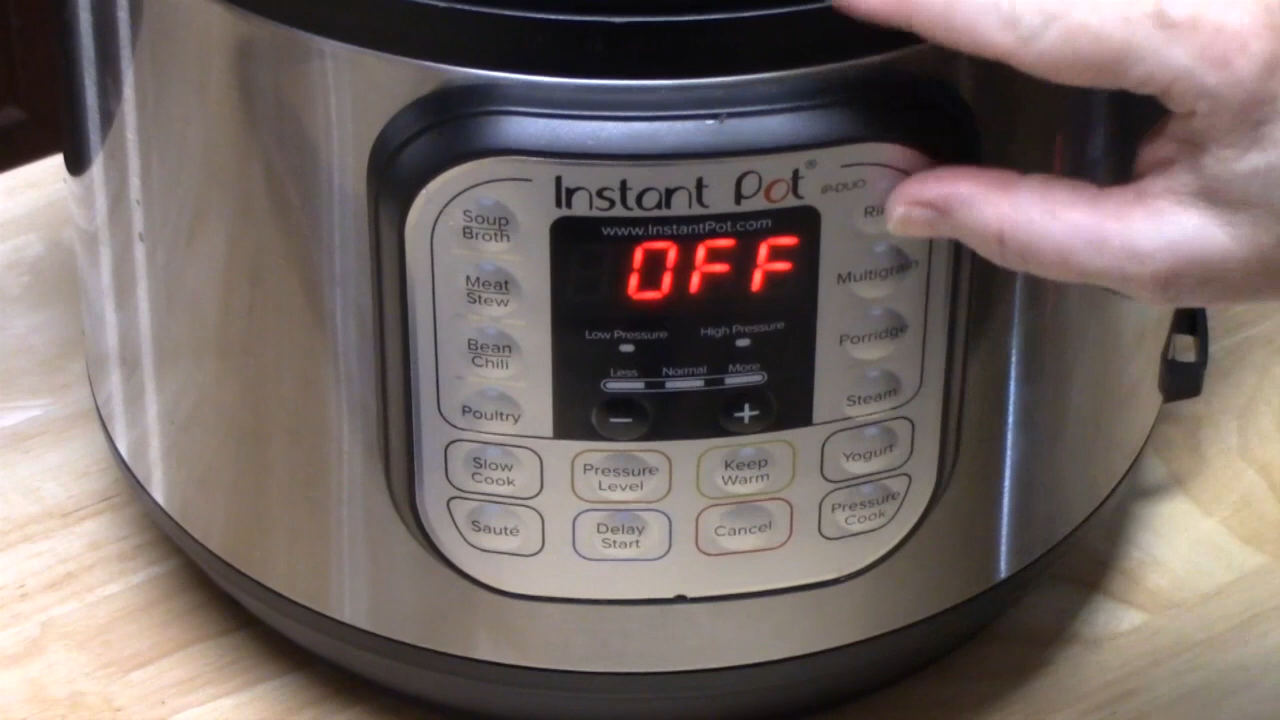 Instant Pot® IP-DUO
www.InstantPot.com
OFF
Low Pressure High Pressure
Less Normal More
− +
Soup
Broth
Meat
Stew
Bean
Chili
Poultry
Multigrain
Porridge
Steam
Slow
Cook
Pressure
Level
Keep
Warm
Yogurt
Sauté
Delay
Start
Cancel
Pressure
Cook